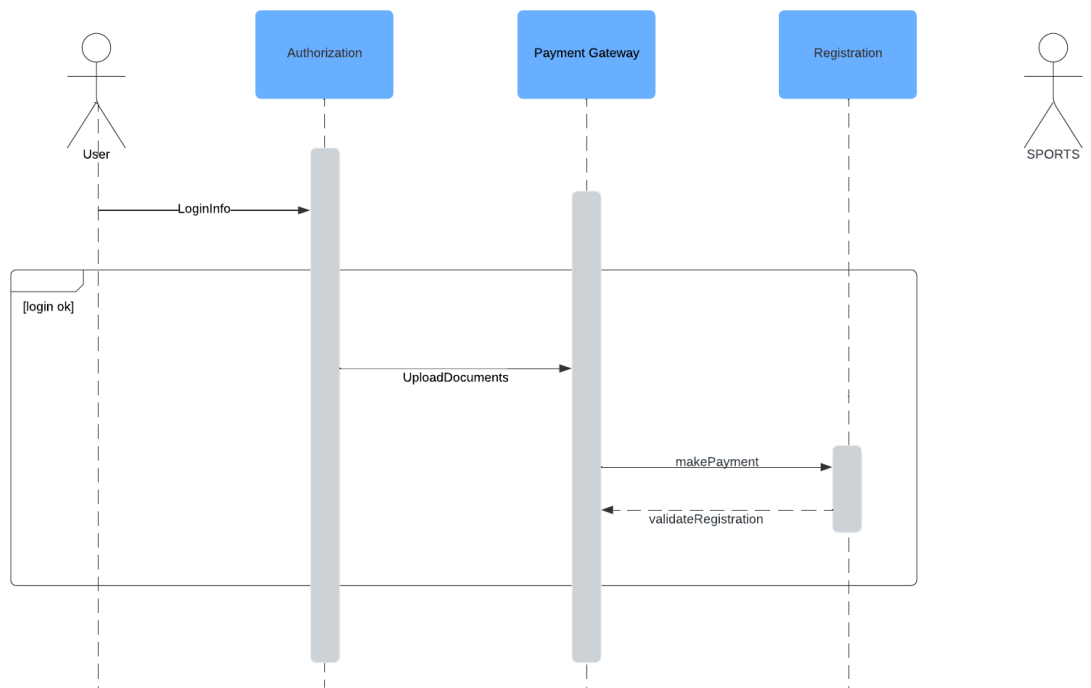 Authorization
Payment Gateway
Registration
User
SPORTS
LoginInfo
[login ok]
UploadDocuments
makePayment
validateRegistration